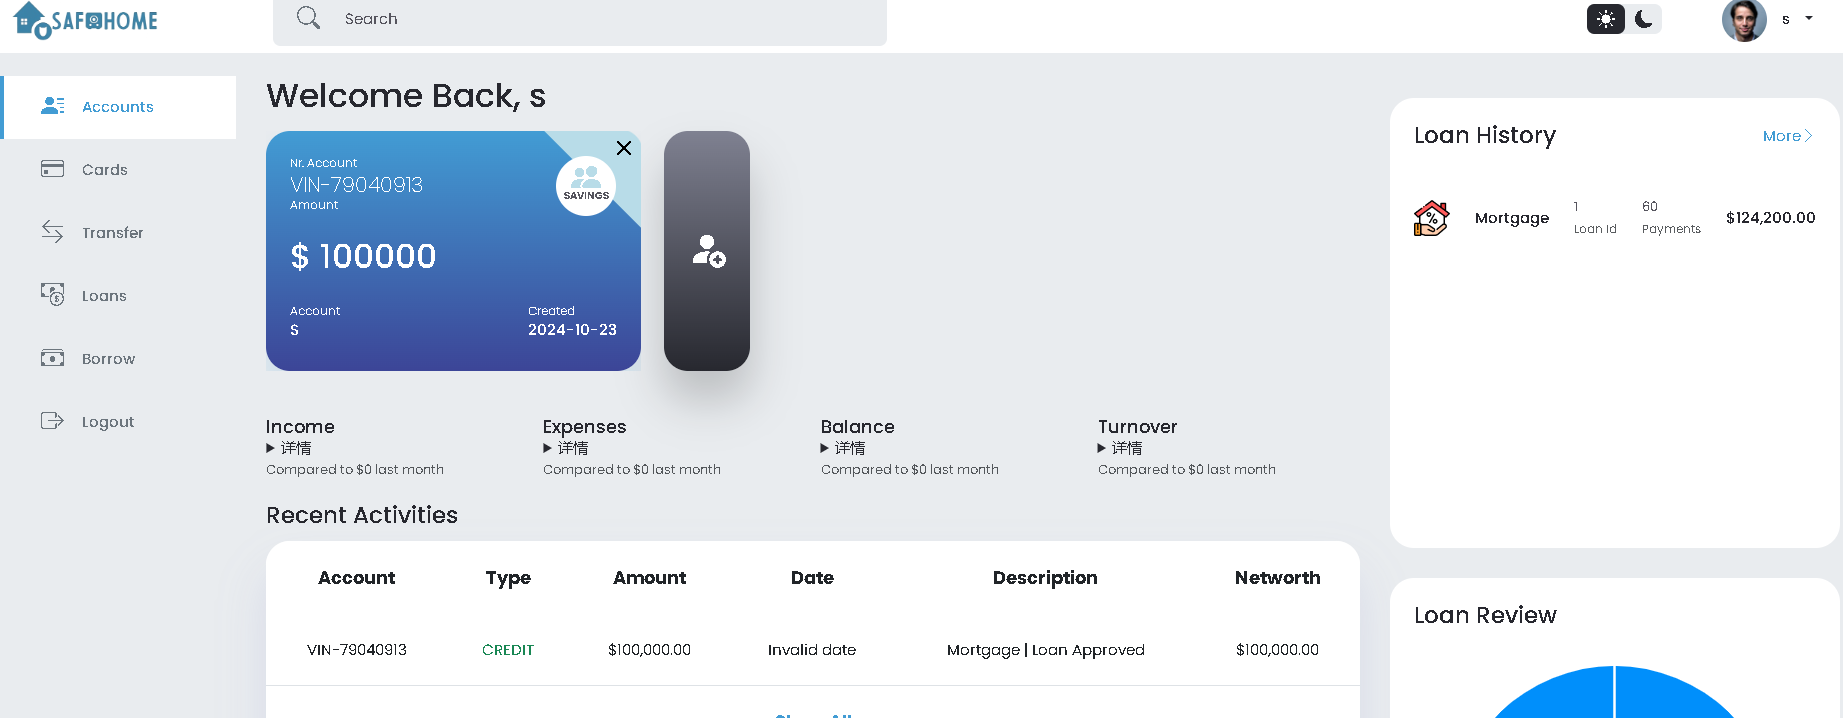 SAFEHOME
Search
s
Accounts
Cards
Transfer
Loans
Borrow
Logout
Welcome Back, s
Nr. Account
VIN-79040913
Amount
$ 100000
SAVINGS
Account
S
Created
2024-10-23
Income
详情
Compared to $0 last month
Expenses
详情
Compared to $0 last month
Balance
详情
Compared to $0 last month
Turnover
详情
Compared to $0 last month
Recent Activities
Account Type Amount Date Description Networth
VIN-79040913 CREDIT $100,000.00 Invalid date Mortgage | Loan Approved $100,000.00
Loan History
More
Mortgage
1
Loan Id
60
Payments
$124,200.00
Loan Review